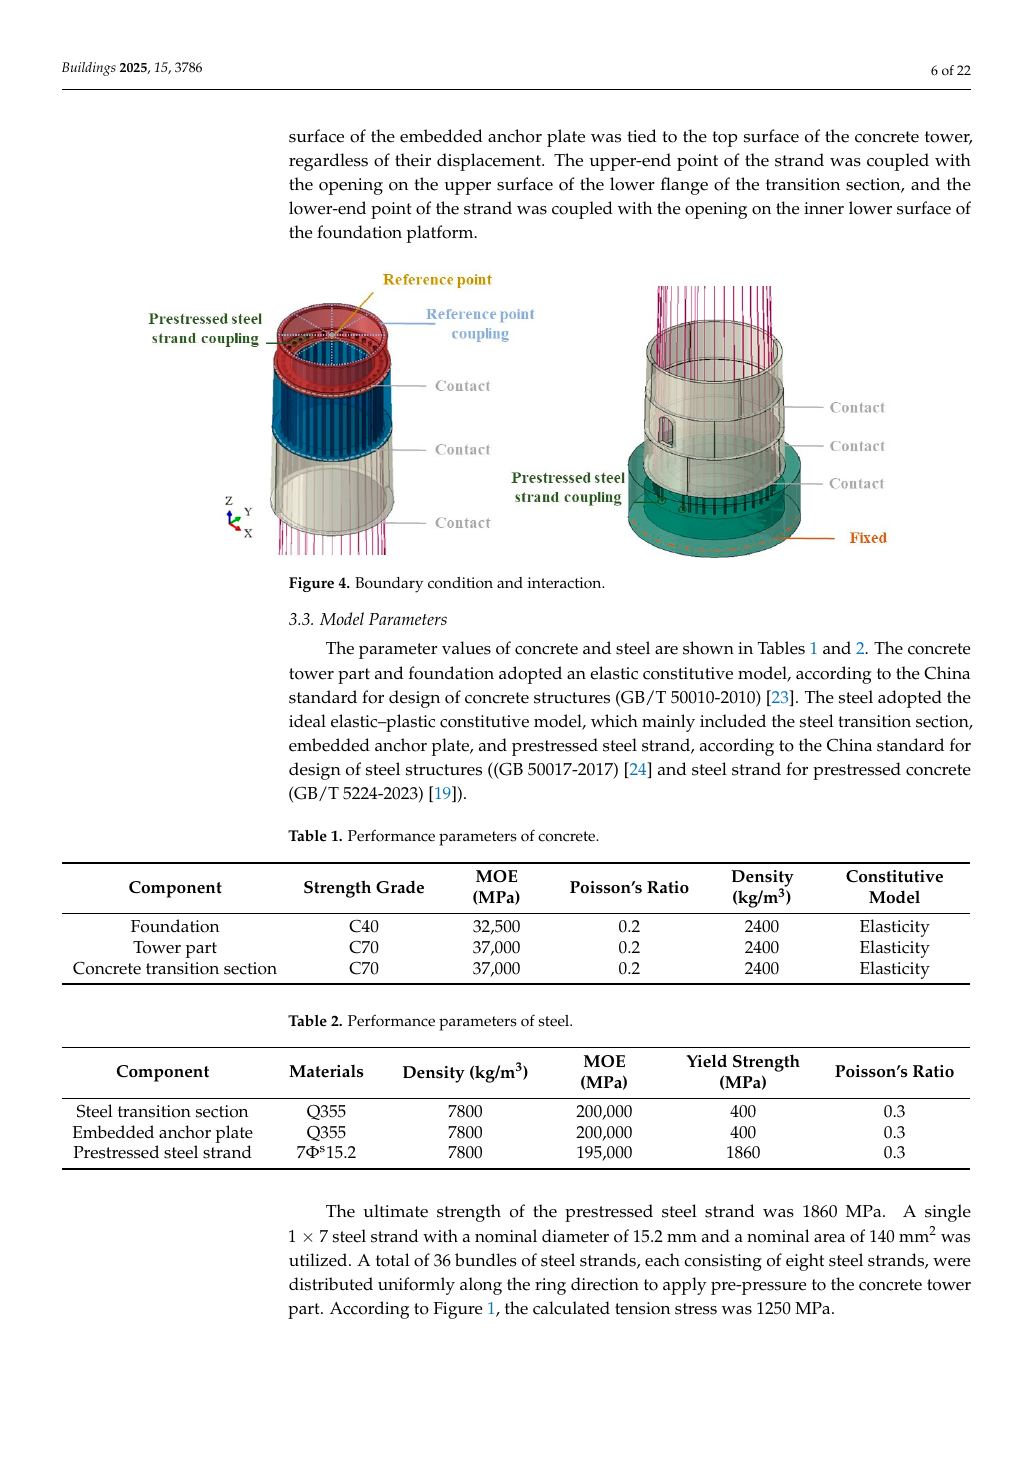 Buildings 2025, 15, 3786
6 of 22
surface of the embedded anchor plate was tied to the top surface of the concrete tower,
regardless of their displacement. The upper-end point of the strand was coupled with
the opening on the upper surface of the lower flange of the transition section, and the
lower-end point of the strand was coupled with the opening on the inner lower surface of
the foundation platform.
Reference point
Prestressed steel
strand coupling
Reference point
coupling
Contact
Contact
Contact
Z
Y
X
Contact
Contact
Contact
Prestressed steel
strand coupling
Fixed
Figure 4. Boundary condition and interaction.
3.3. Model Parameters
The parameter values of concrete and steel are shown in Tables 1 and 2. The concrete
tower part and foundation adopted an elastic constitutive model, according to the China
standard for design of concrete structures (GB/T 50010-2010) [23]. The steel adopted the
ideal elastic–plastic constitutive model, which mainly included the steel transition section,
embedded anchor plate, and prestressed steel strand, according to the China standard for
design of steel structures ((GB 50017-2017) [24] and steel strand for prestressed concrete
(GB/T 5224-2023) [19]).
Table 1. Performance parameters of concrete.
Component Strength Grade MOE (MPa) Poisson's Ratio Density (kg/m³) Constitutive Model
Foundation C40 32,500 0.2 2400 Elasticity
Tower part C70 37,000 0.2 2400 Elasticity
Concrete transition section C70 37,000 0.2 2400 Elasticity
Table 2. Performance parameters of steel.
Component Materials Density (kg/m³) MOE (MPa) Yield Strength (MPa) Poisson's Ratio
Steel transition section Q355 7800 200,000 400 0.3
Embedded anchor plate Q355 7800 200,000 400 0.3
Prestressed steel strand 7Φˢ15.2 7800 195,000 1860 0.3
The ultimate strength of the prestressed steel strand was 1860 MPa. A single
1 × 7 steel strand with a nominal diameter of 15.2 mm and a nominal area of 140 mm² was
utilized. A total of 36 bundles of steel strands, each consisting of eight steel strands, were
distributed uniformly along the ring direction to apply pre-pressure to the concrete tower
part. According to Figure 1, the calculated tension stress was 1250 MPa.